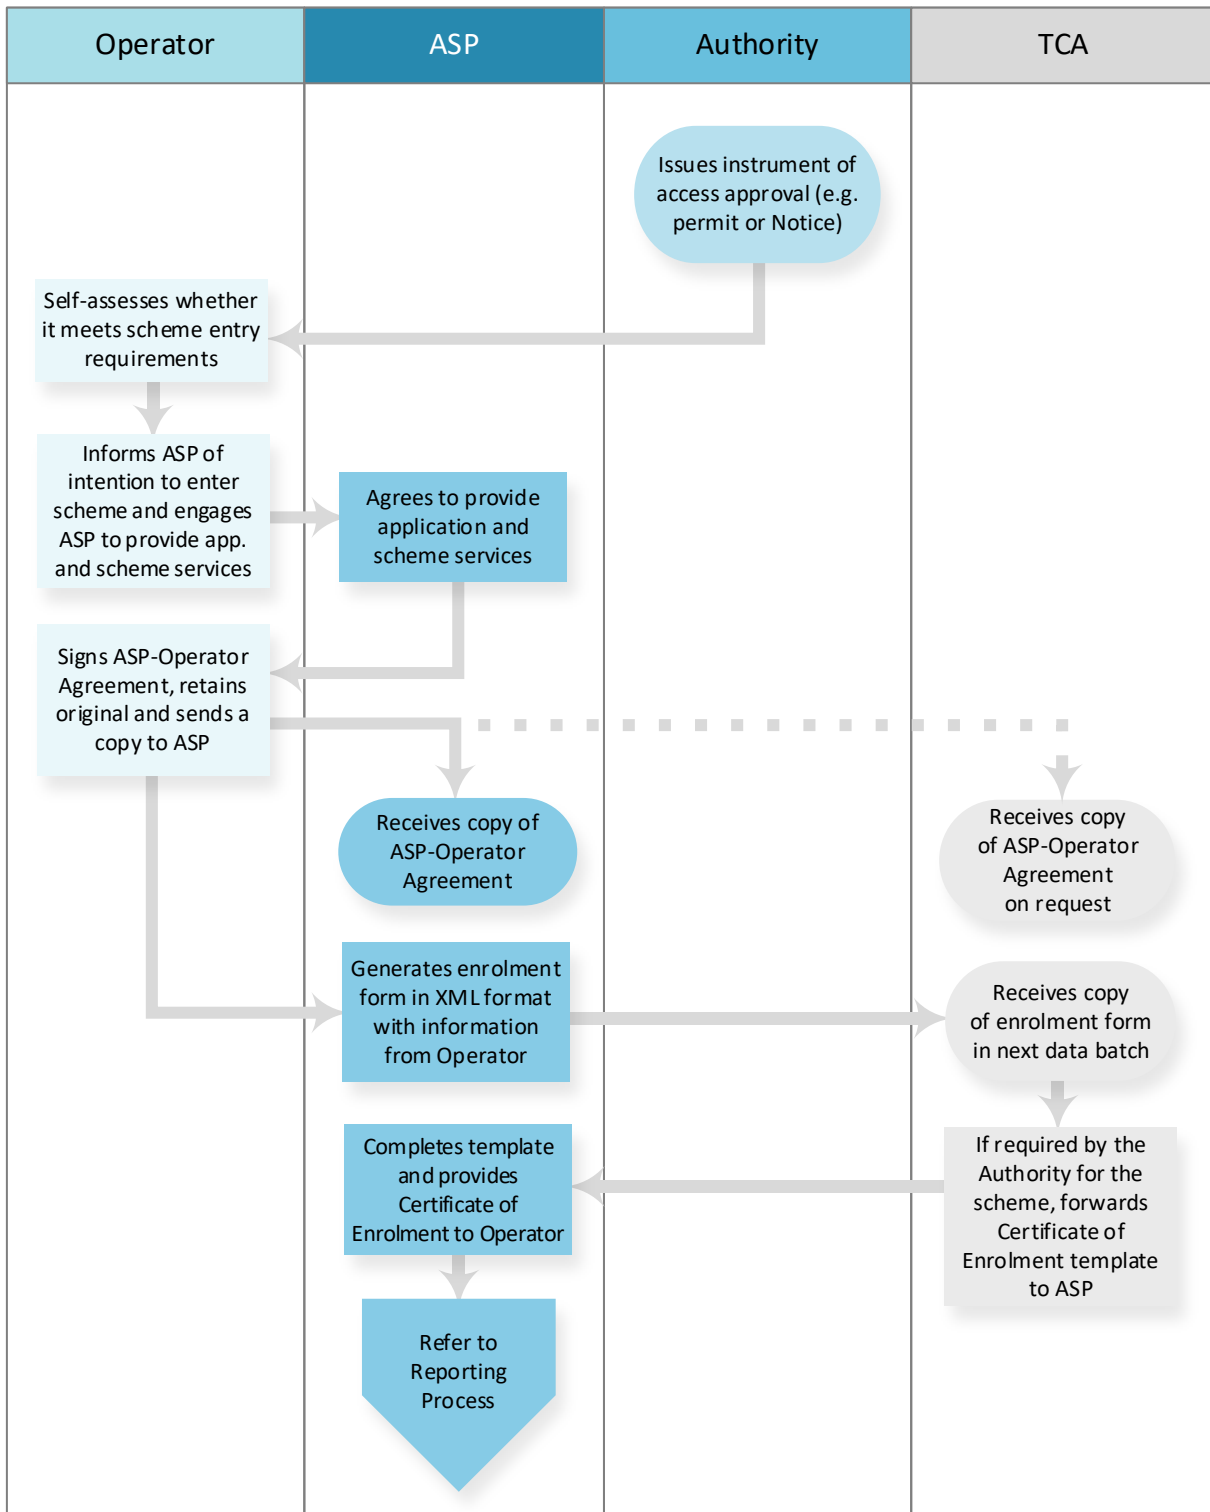 Operator
ASP
Authority
TCA
Issues instrument of
access approval (e.g.
permit or Notice)
Self-assesses whether
it meets scheme entry
requirements
Informs ASP of
intention to enter
scheme and engages
ASP to provide app.
and scheme services
Agrees to provide
application and
scheme services
Signs ASP-Operator
Agreement, retains
original and sends a
copy to ASP
Receives copy of
ASP-Operator
Agreement
Receives copy
of ASP-Operator
Agreement
on request
Generates enrolment
form in XML format
with information
from Operator
Receives copy
of enrolment form
in next data batch
Completes template
and provides
Certificate of
Enrolment to Operator
If required by the
Authority for the
scheme, forwards
Certificate of
Enrolment template
to ASP
Refer to
Reporting
Process